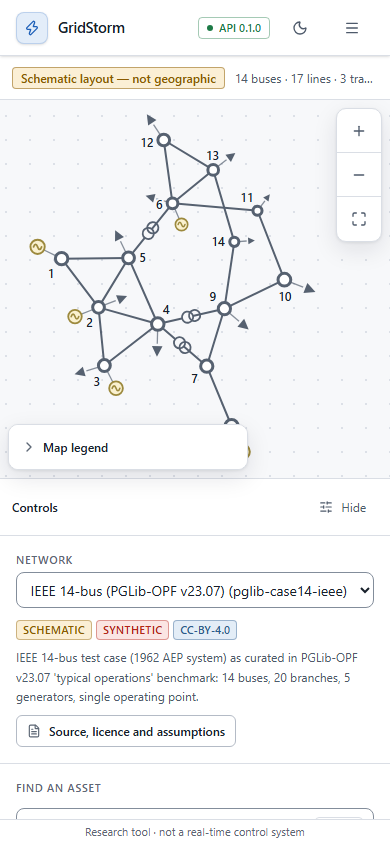 GridStorm
API 0.1.0
Schematic layout — not geographic
14 buses · 17 lines · 3 tra...
12
13
6
11
14
5
1
10
9
4
2
7
3
Map legend
Controls
Hide
NETWORK
IEEE 14-bus (PGLib-OPF v23.07) (pglib-case14-ieee)
SCHEMATIC
SYNTHETIC
CC-BY-4.0
IEEE 14-bus test case (1962 AEP system) as curated in PGLib-OPF
v23.07 'typical operations' benchmark: 14 buses, 20 branches, 5
generators, single operating point.
Source, licence and assumptions
FIND AN ASSET
Research tool · not a real-time control system